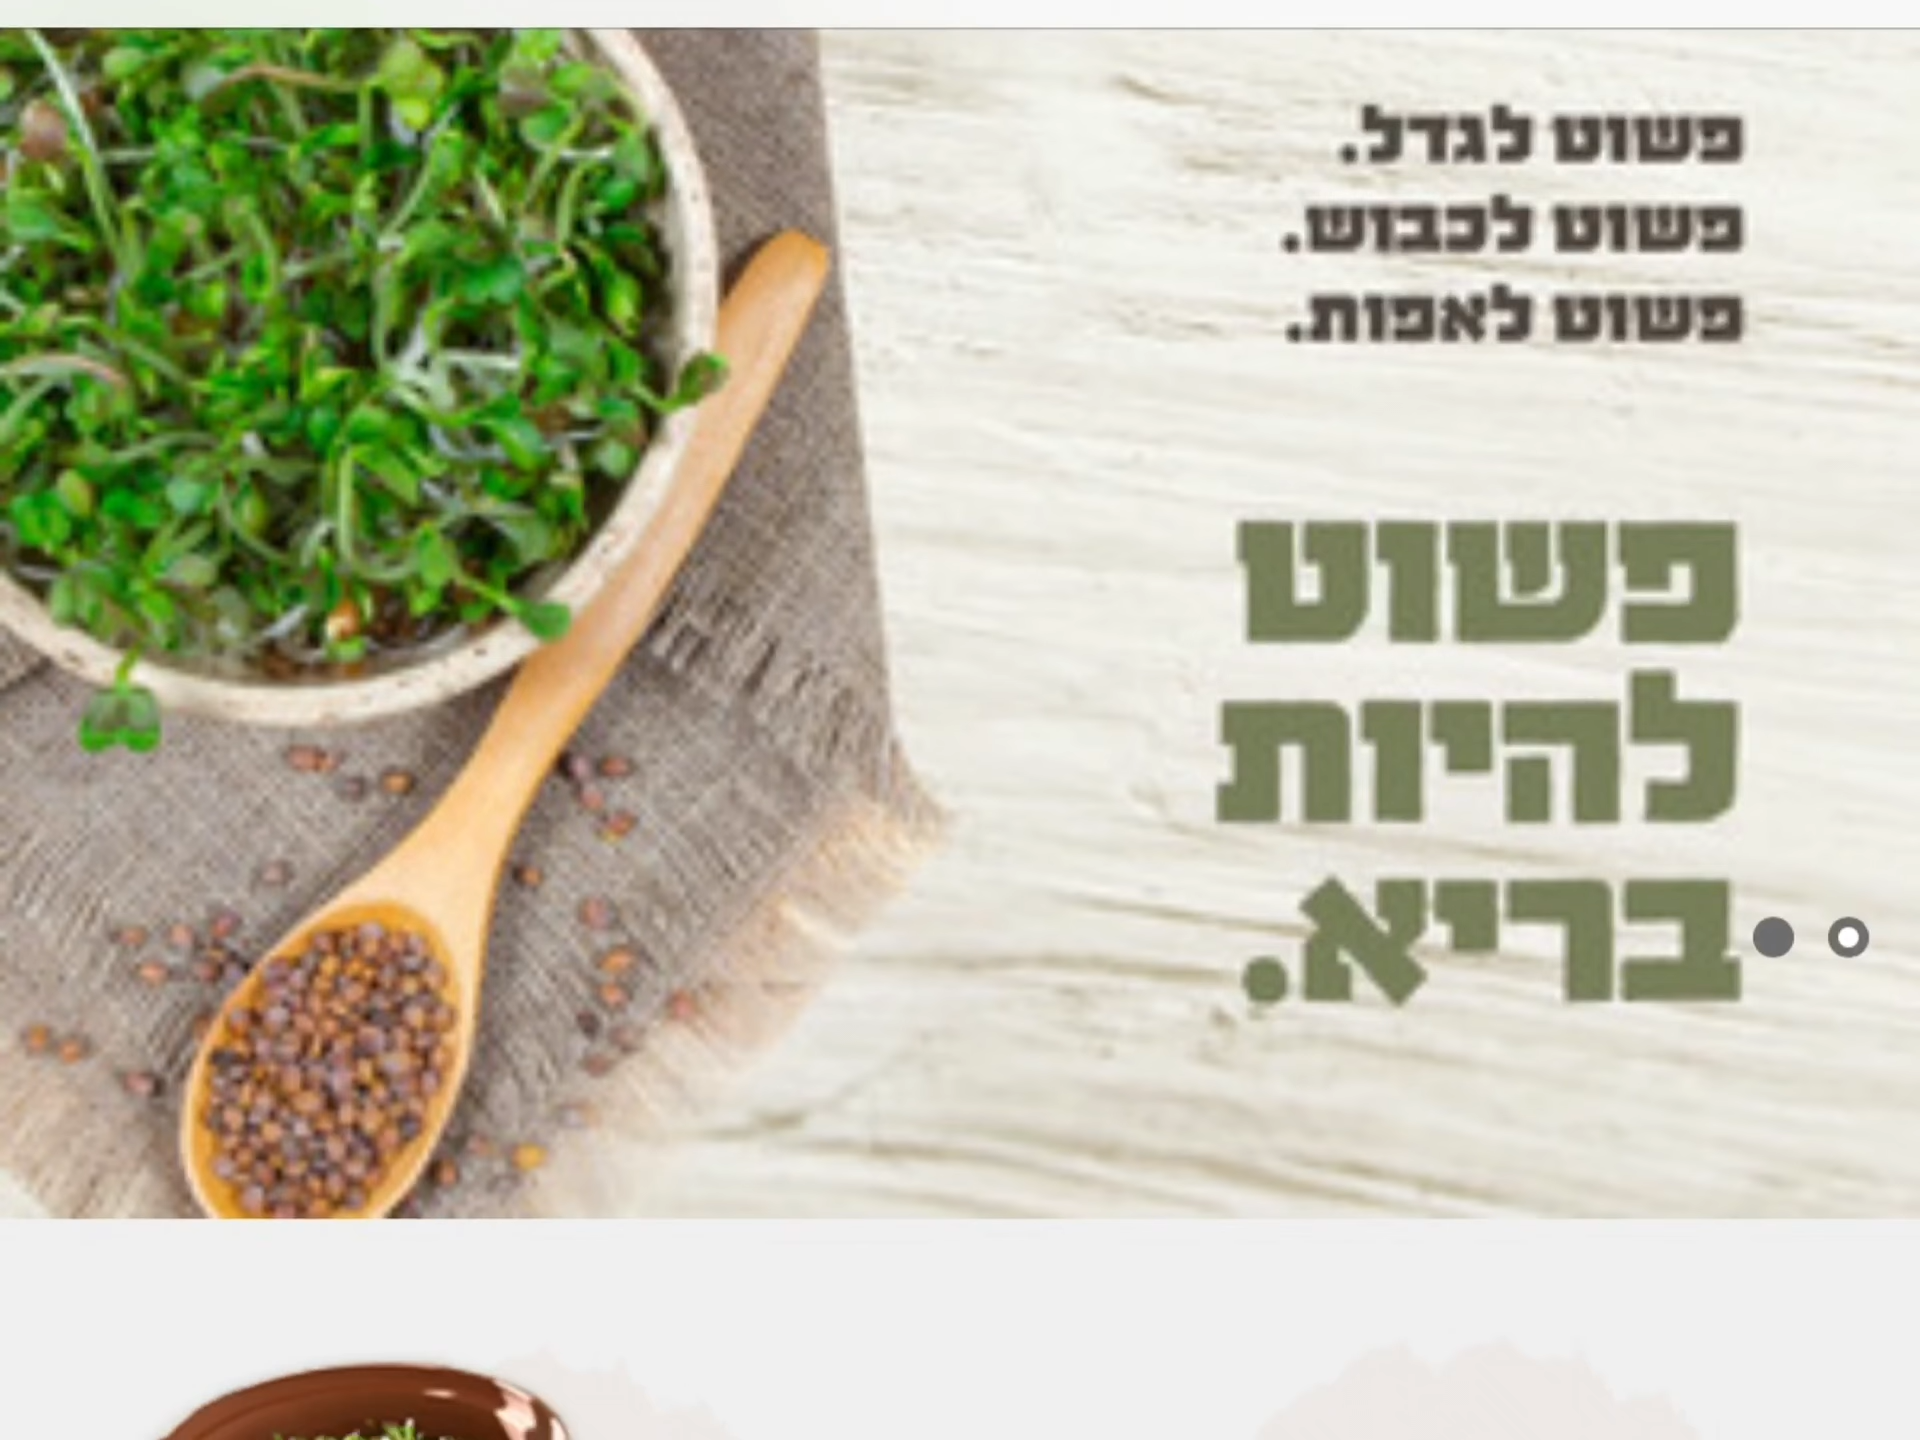 פשוט לגדל.
פשוט לכבוש.
פשוט לאפות.
פשוט
להיות
בריא.